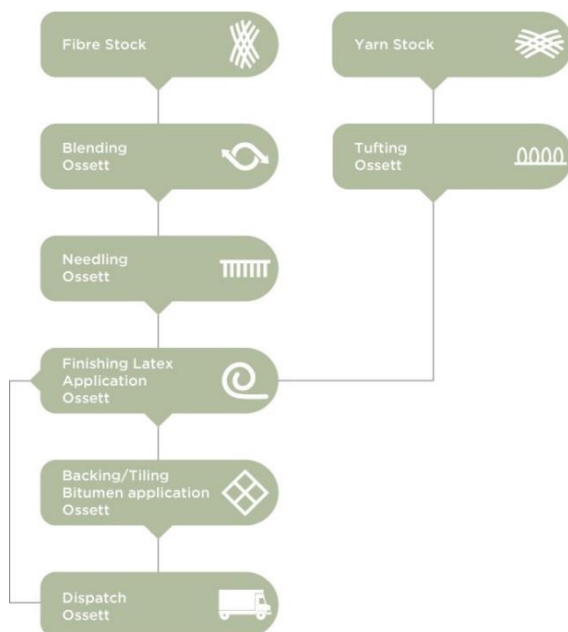 Fibre Stock
Yarn Stock
Blending
Ossett
Tufting
Ossett
Needling
Ossett
Finishing Latex
Application
Ossett
Backing/Tiling
Bitumen application
Ossett
Dispatch
Ossett